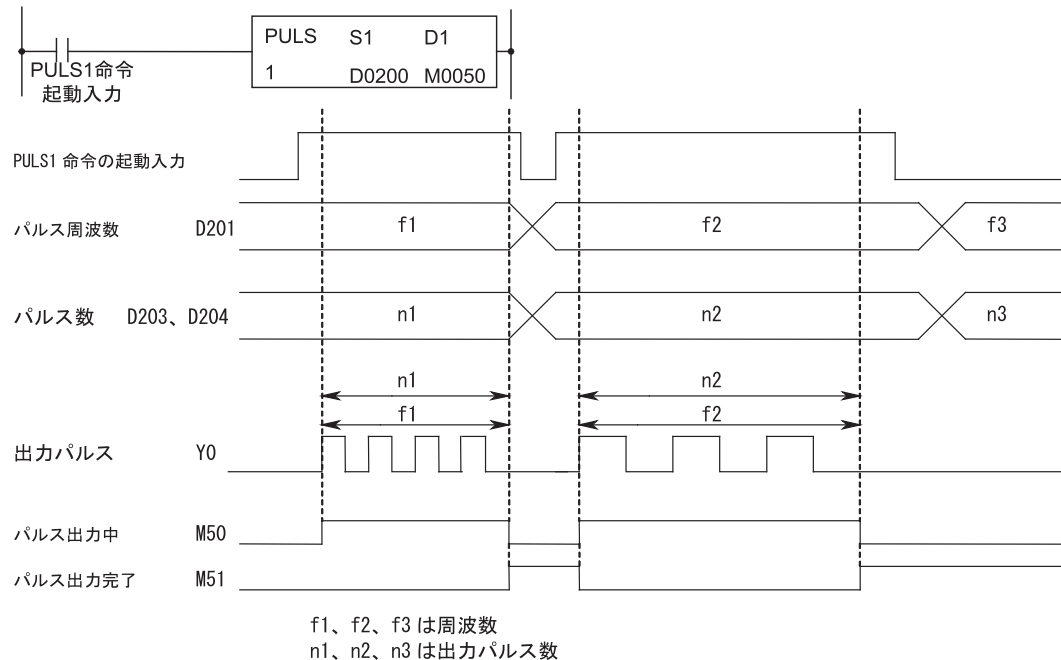 PULS S1 D1
1 D0200 M0050
PULS1命令
起動入力
PULS1 命令の起動入力
パルス周波数 D201 f1 f2 f3
パルス数 D203、D204 n1 n2 n3
n1 n2
f1 f2
出力パルス Y0
パルス出力中 M50
パルス出力完了 M51
f1、f2、f3 は周波数
n1、n2、n3 は出力パルス数